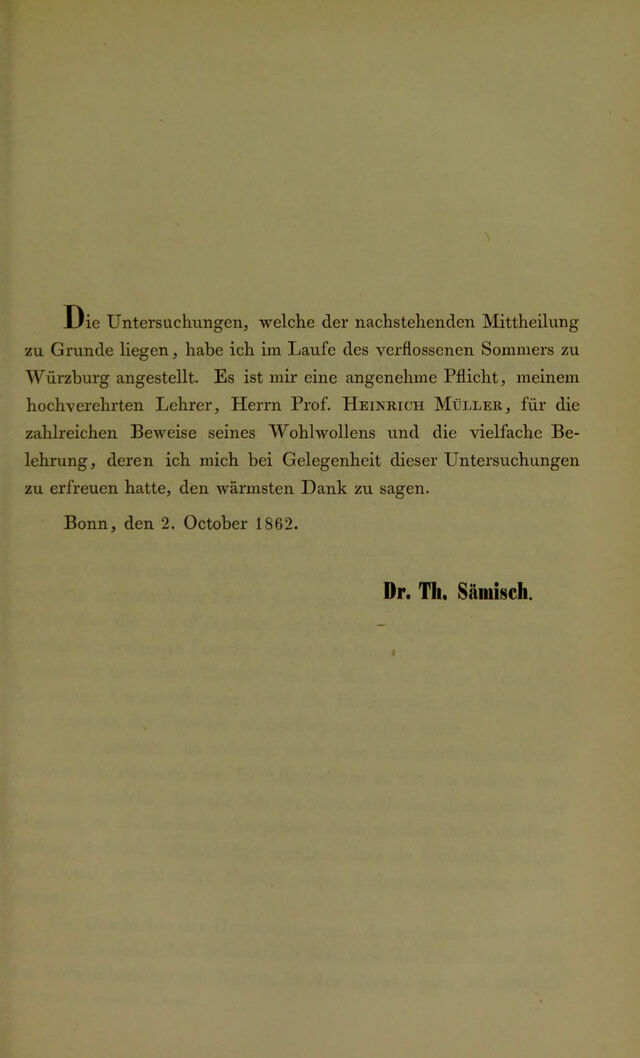 Die Untersuchungen, welche der nachstehenden Mittheilung
zu Grunde liegen, habe ich im Laufe des verflossenen Sommers zu
Würzburg angestellt. Es ist mir eine angenehme Pflicht, meinem
hochverehrten Lehrer, Herrn Prof. HEINRICH MÜLLER, für die
zahlreichen Beweise seines Wohlwollens und die vielfache Be-
lehrung, deren ich mich bei Gelegenheit dieser Untersuchungen
zu erfreuen hatte, den wärmsten Dank zu sagen.
Bonn, den 2. October 1862.
Dr. Th. Sämisch.